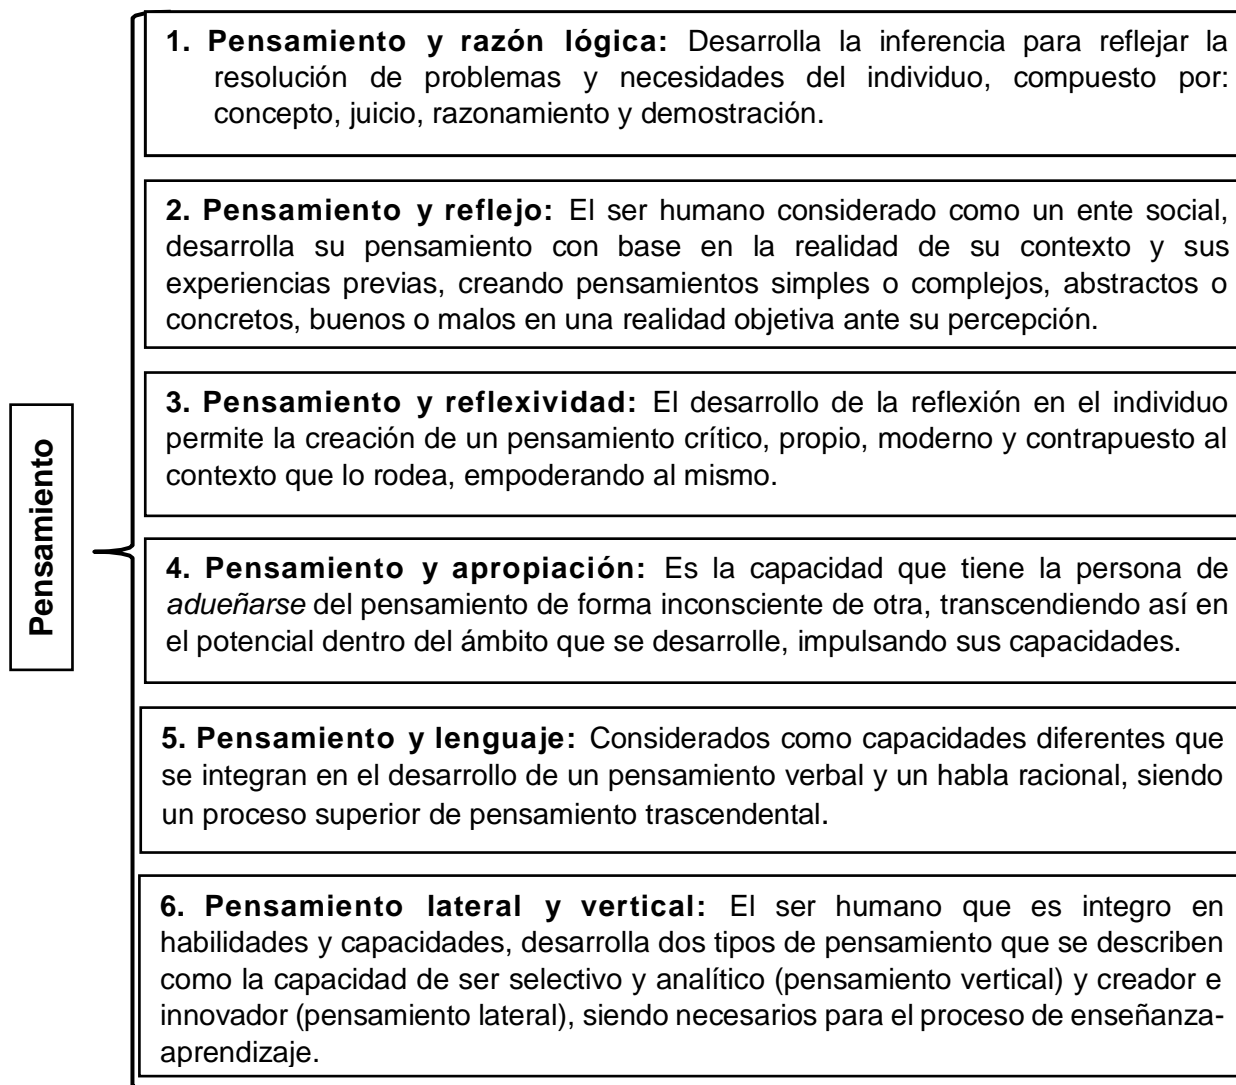 1. Pensamiento y razón lógica: Desarrolla la inferencia para reflejar la
resolución de problemas y necesidades del individuo, compuesto por:
concepto, juicio, razonamiento y demostración.
2. Pensamiento y reflejo: El ser humano considerado como un ente social,
desarrolla su pensamiento con base en la realidad de su contexto y sus
experiencias previas, creando pensamientos simples o complejos, abstractos o
concretos, buenos o malos en una realidad objetiva ante su percepción.
3. Pensamiento y reflexividad: El desarrollo de la reflexión en el individuo
permite la creación de un pensamiento crítico, propio, moderno y contrapuesto al
contexto que lo rodea, empoderando al mismo.
Pensamiento
4. Pensamiento y apropiación: Es la capacidad que tiene la persona de
adueñarse del pensamiento de forma inconsciente de otra, transcendiendo así en
el potencial dentro del ámbito que se desarrolle, impulsando sus capacidades.
5. Pensamiento y lenguaje: Considerados como capacidades diferentes que
se integran en el desarrollo de un pensamiento verbal y un habla racional, siendo
un proceso superior de pensamiento trascendental.
6. Pensamiento lateral y vertical: El ser humano que es integro en
habilidades y capacidades, desarrolla dos tipos de pensamiento que se describen
como la capacidad de ser selectivo y analítico (pensamiento vertical) y creador e
innovador (pensamiento lateral), siendo necesarios para el proceso de enseñanza-
aprendizaje.